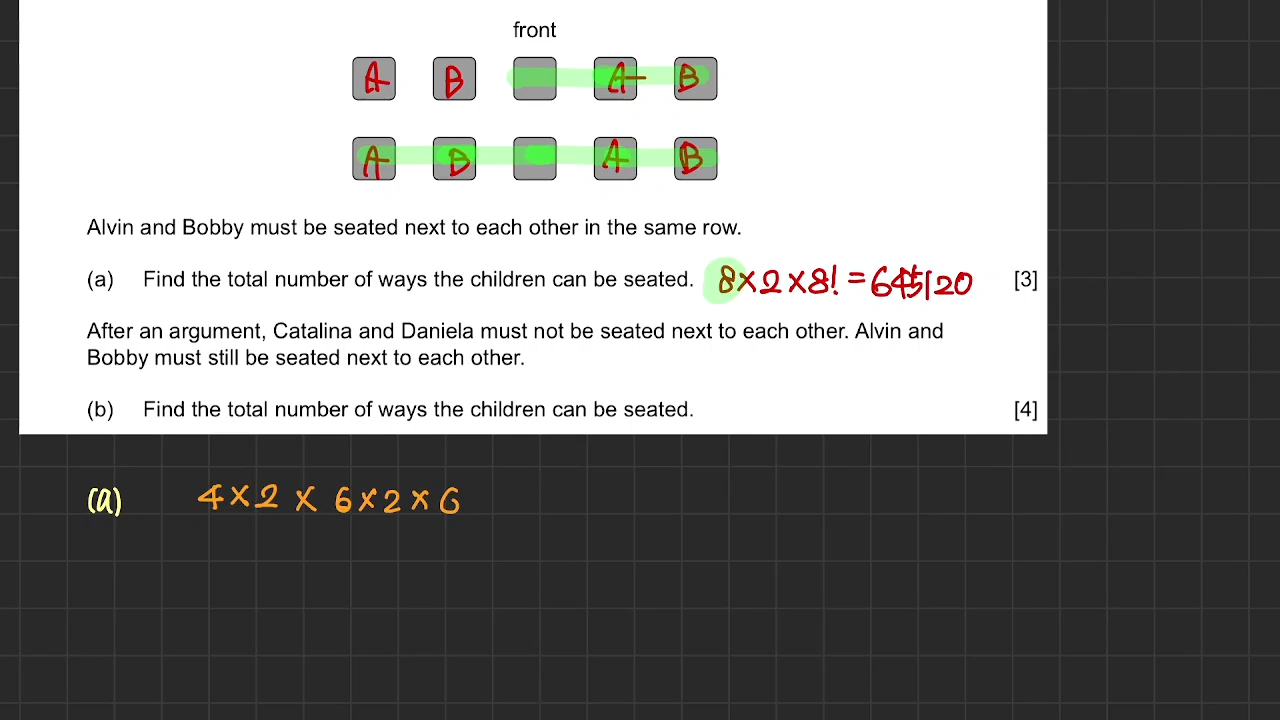 front
A B A B
A B A B
Alvin and Bobby must be seated next to each other in the same row.
(a) Find the total number of ways the children can be seated. 8×2×8! = 645120 [3]
After an argument, Catalina and Daniela must not be seated next to each other. Alvin and
Bobby must still be seated next to each other.
(b) Find the total number of ways the children can be seated. [4]
(a) 4×2 × 6×2×6